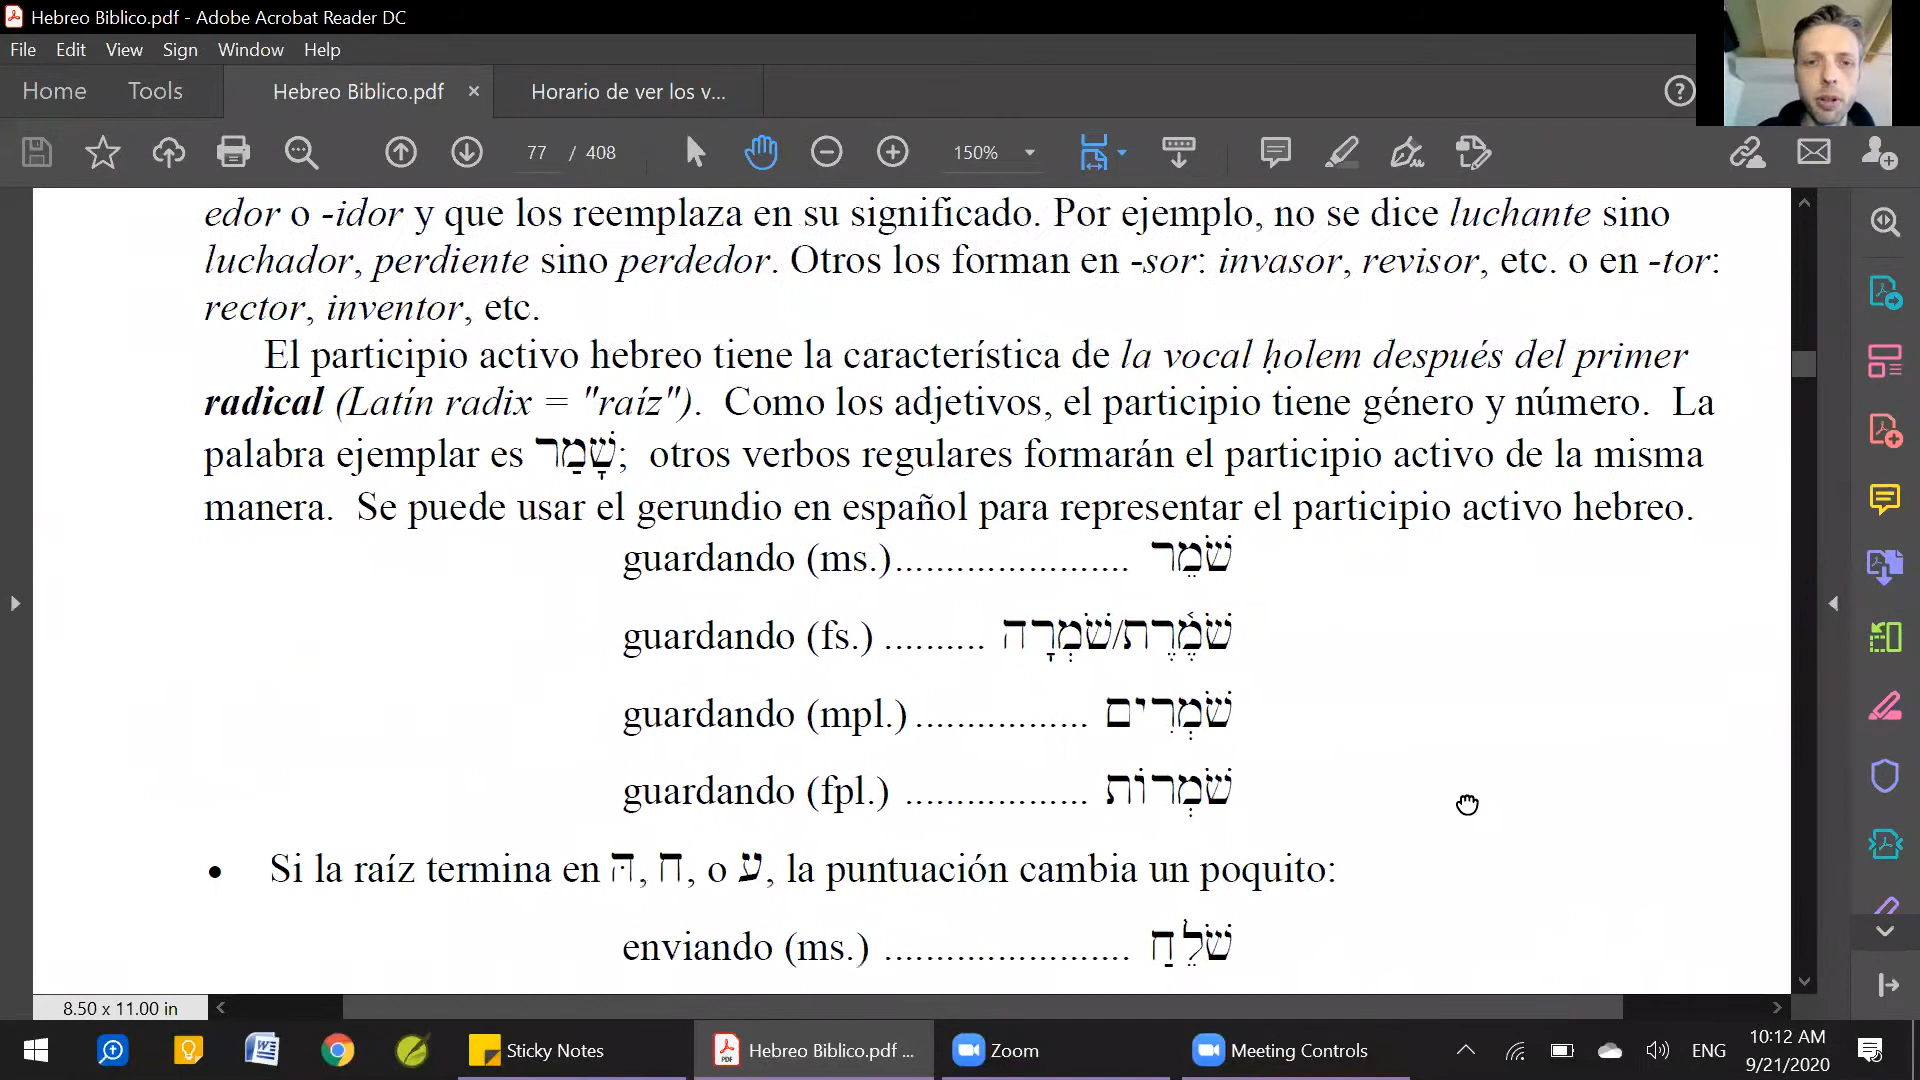 Hebreo Biblico.pdf - Adobe Acrobat Reader DC
File Edit View Sign Window Help
Home Tools Hebreo Biblico.pdf × Horario de ver los v...
77 / 408 150%
edor o -idor y que los reemplaza en su significado. Por ejemplo, no se dice luchante sino
luchador, perdiente sino perdedor. Otros los forman en -sor: invasor, revisor, etc. o en -tor:
rector, inventor, etc.
El participio activo hebreo tiene la característica de la vocal ḥolem después del primer
radical (Latín radix = "raíz"). Como los adjetivos, el participio tiene género y número. La
palabra ejemplar es שָׁמַר; otros verbos regulares formarán el participio activo de la misma
manera. Se puede usar el gerundio en español para representar el participio activo hebreo.
guardando (ms.)....................... שֹׁמֵר
guardando (fs.) .......... שֹׁמֶ֫רֶת/שֹׁמְרָה
guardando (mpl.)................. שֹׁמְרִים
guardando (fpl.) .................. שֹׁמְרוֹת
• Si la raíz termina en הּ, ח, o ע, la puntuación cambia un poquito:
enviando (ms.) ........................ שֹׁלֵחַ
8.50 x 11.00 in
Sticky Notes Hebreo Biblico.pdf ... Zoom Meeting Controls ENG 10:12 AM
9/21/2020